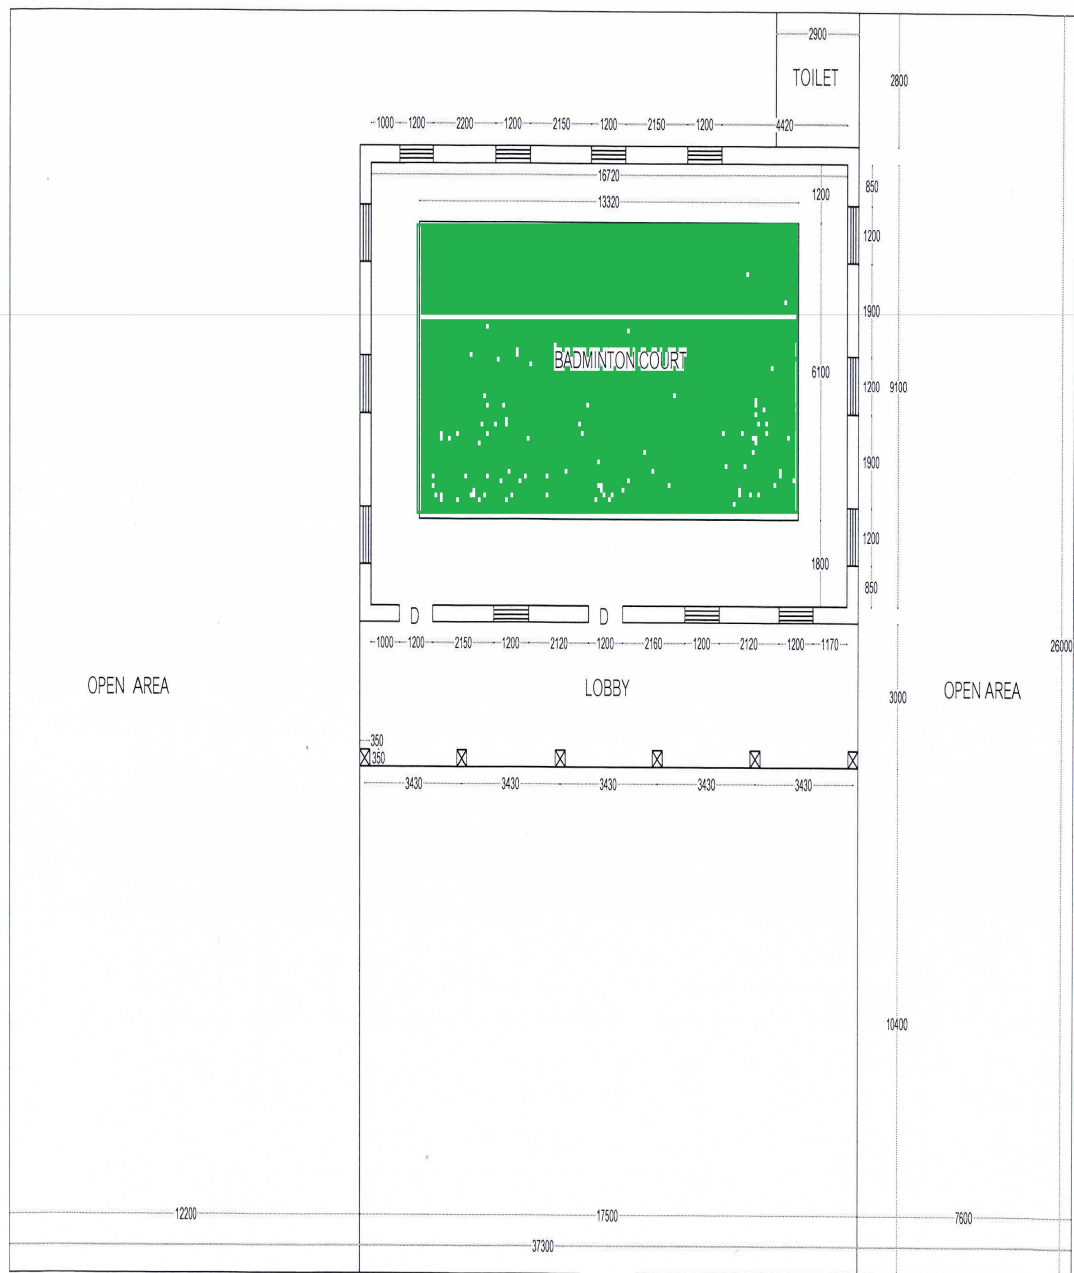 2900
TOILET
2800
1000 1200 2200 1200 2150 1200 2150 1200 4420
16720
1200
850
13320
1200
1900
BADMINTON COURT
6100
1200
9100
1900
1200
1800
850
D D
1000 1200 2150 1200 2120 1200 2160 1200 2120 1200 1170
26000
OPEN AREA
LOBBY
OPEN AREA
3000
350
350
3430 3430 3430 3430 3430
10400
12200
17500
7600
37300